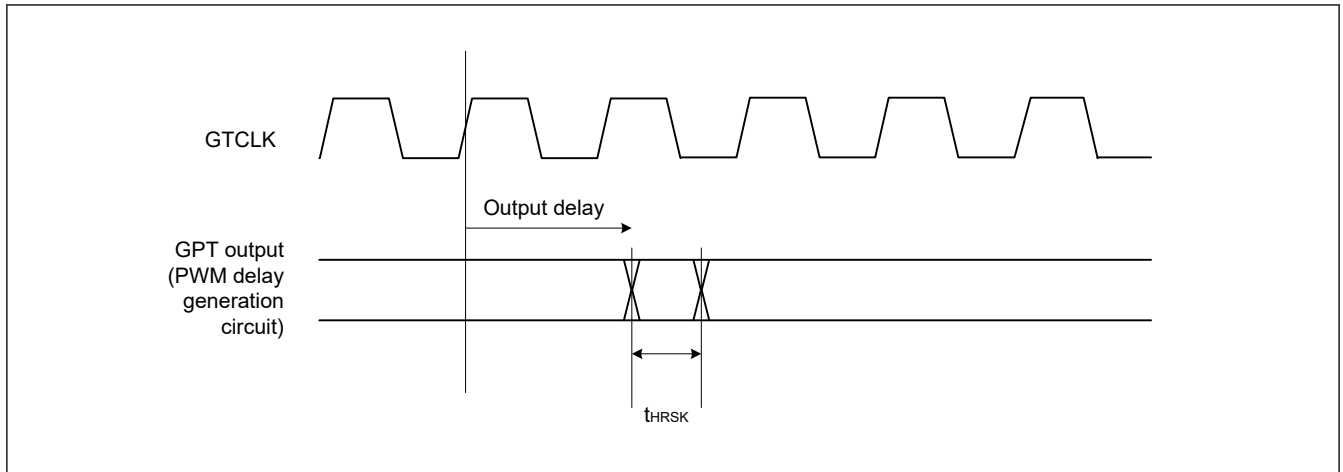 GTCLK
Output delay
GPT output
(PWM delay
generation
circuit)
tHRSK